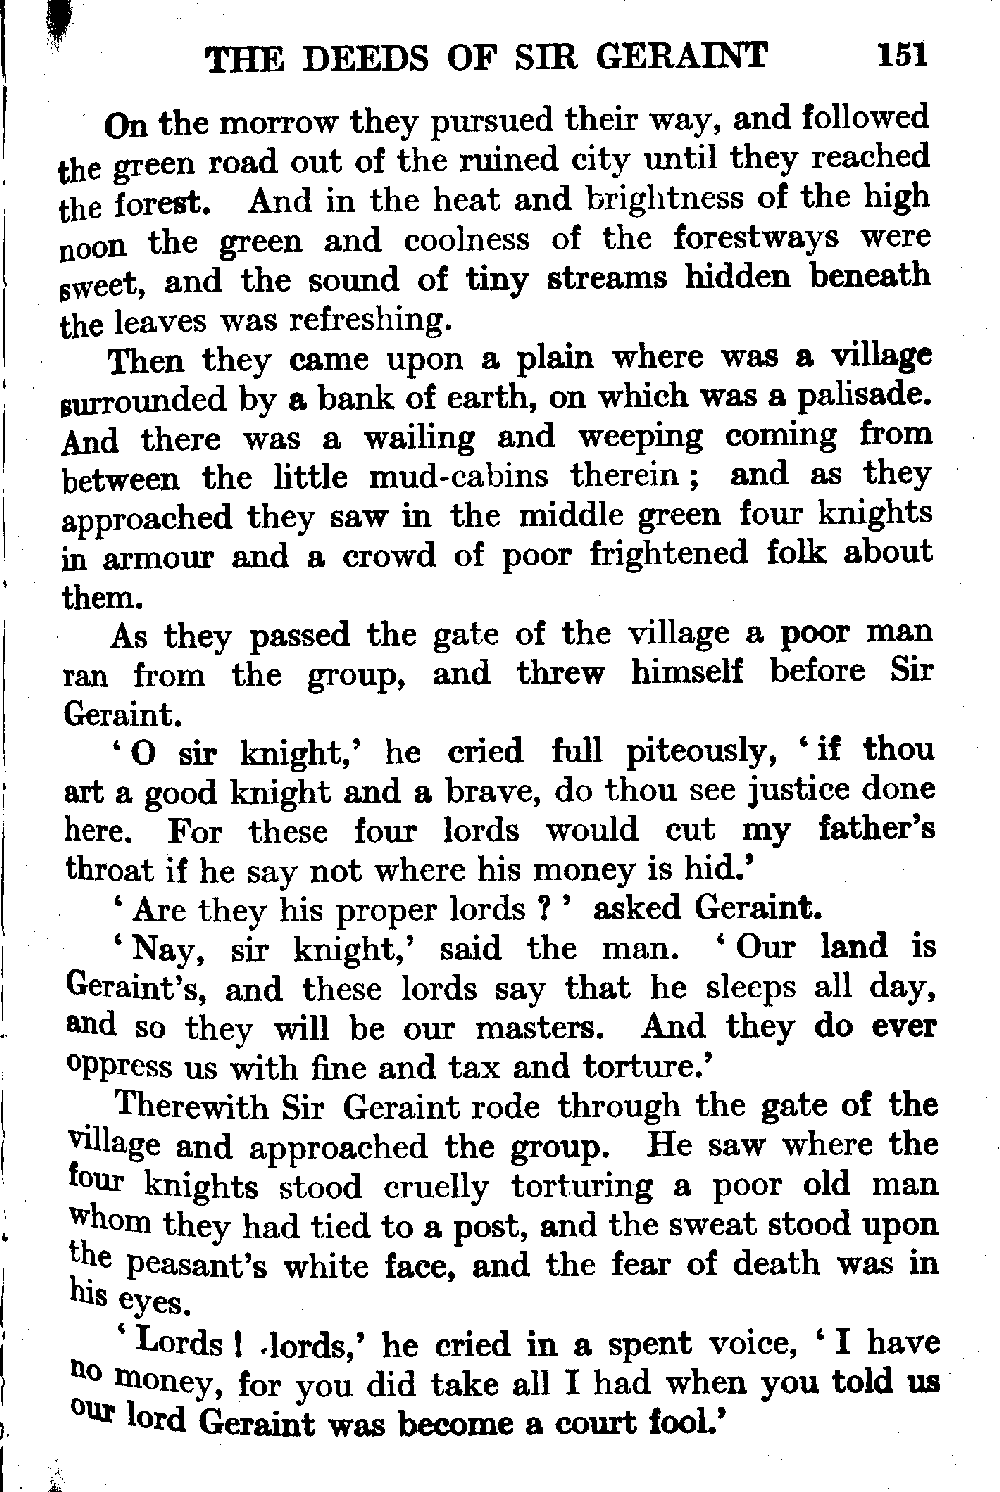 THE DEEDS OF SIR GERAINT 151
On the morrow they pursued their way, and followed
the green road out of the ruined city until they reached
the forest. And in the heat and brightness of the high
noon the green and coolness of the forestways were
sweet, and the sound of tiny streams hidden beneath
the leaves was refreshing.
Then they came upon a plain where was a village
surrounded by a bank of earth, on which was a palisade.
And there was a wailing and weeping coming from
between the little mud-cabins therein ; and as they
approached they saw in the middle green four knights
in armour and a crowd of poor frightened folk about
them.
As they passed the gate of the village a poor man
ran from the group, and threw himself before Sir
Geraint.
‘ O sir knight,’ he cried full piteously, ‘ if thou
art a good knight and a brave, do thou see justice done
here. For these four lords would cut my father’s
throat if he say not where his money is hid.’
‘ Are they his proper lords ? ’ asked Geraint.
‘ Nay, sir knight,’ said the man. ‘ Our land is
Geraint’s, and these lords say that he sleeps all day,
and so they will be our masters. And they do ever
oppress us with fine and tax and torture.’
Therewith Sir Geraint rode through the gate of the
village and approached the group. He saw where the
four knights stood cruelly torturing a poor old man
whom they had tied to a post, and the sweat stood upon
the peasant’s white face, and the fear of death was in
his eyes.
‘ Lords ! lords,’ he cried in a spent voice, ‘ I have
no money, for you did take all I had when you told us
our lord Geraint was become a court fool.’